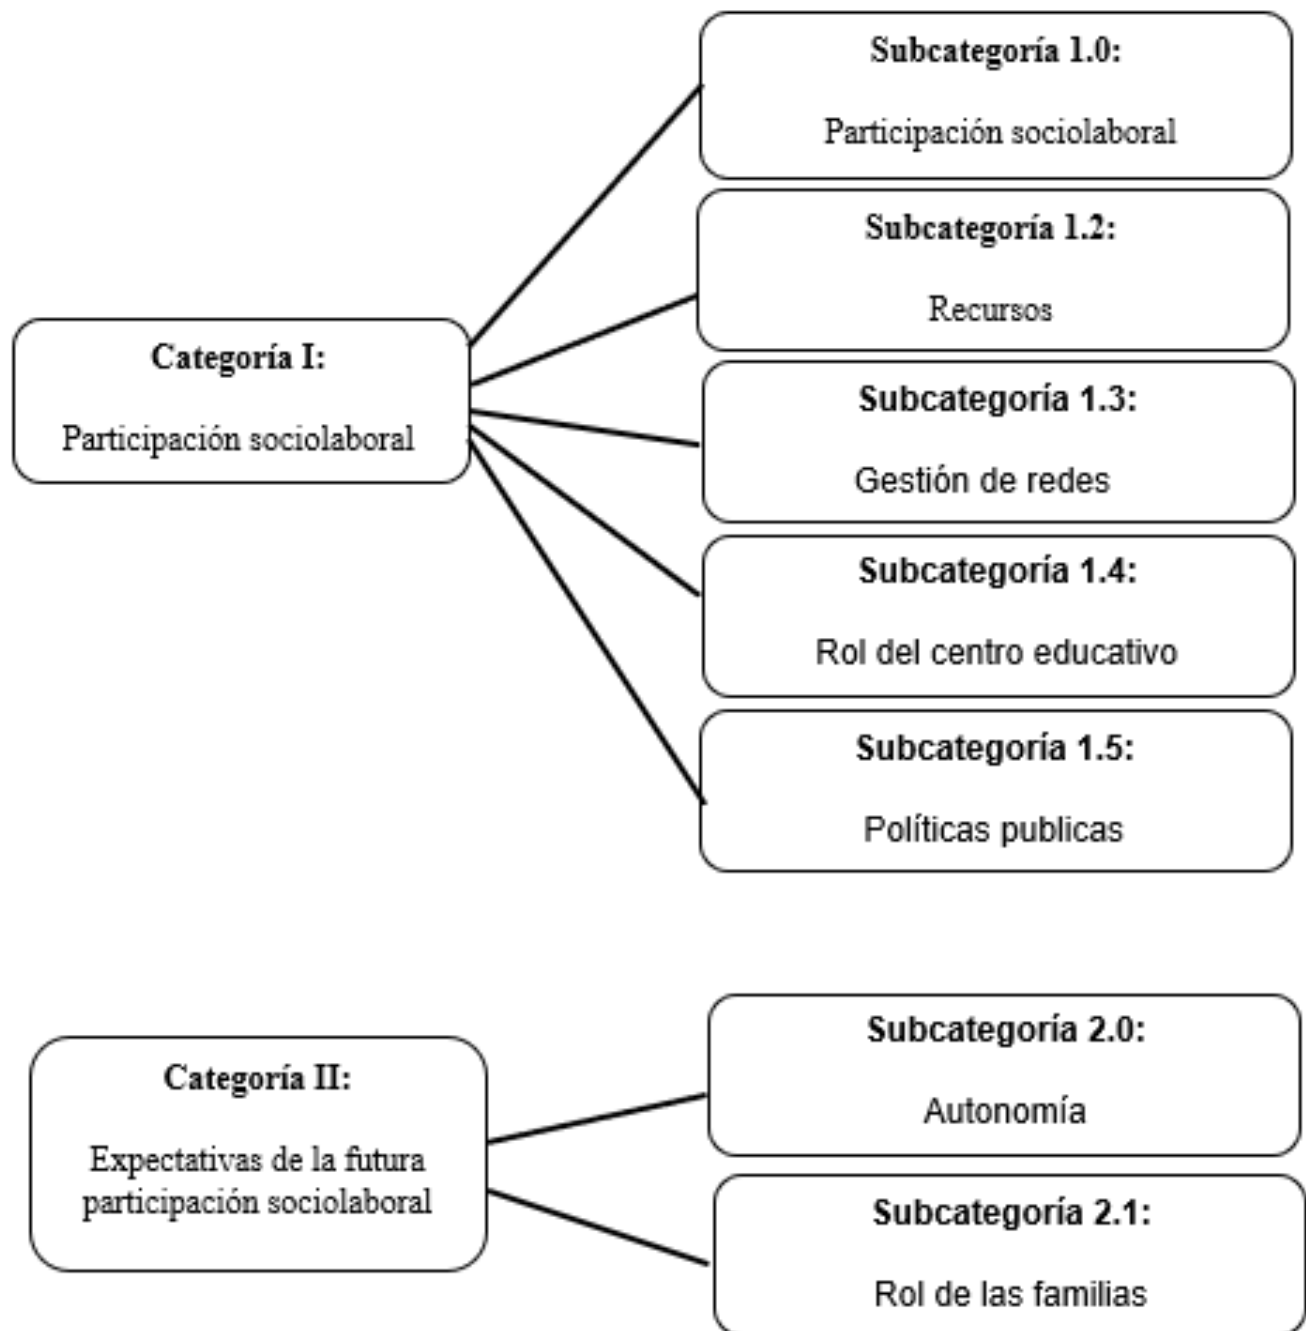 Subcategoría 1.0:
Participación sociolaboral
Subcategoría 1.2:
Recursos
Categoría I:
Participación sociolaboral
Subcategoría 1.3:
Gestión de redes
Subcategoría 1.4:
Rol del centro educativo
Subcategoría 1.5:
Políticas publicas
Categoría II:
Expectativas de la futura
participación sociolaboral
Subcategoría 2.0:
Autonomía
Subcategoría 2.1:
Rol de las familias